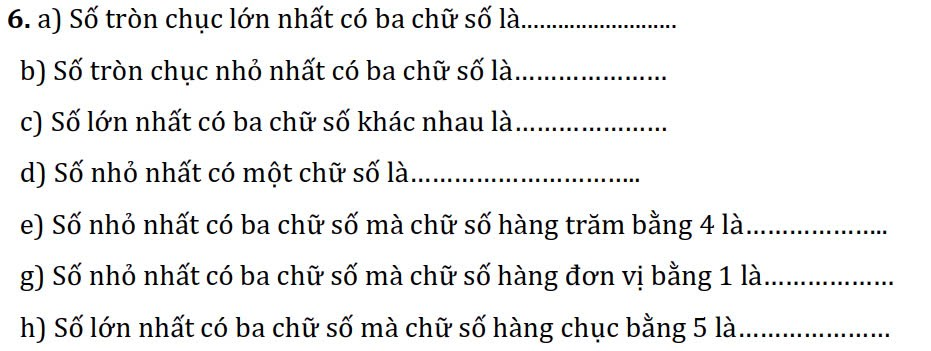 6. a) Số tròn chục lớn nhất có ba chữ số là..........................
b) Số tròn chục nhỏ nhất có ba chữ số là…………………
c) Số lớn nhất có ba chữ số khác nhau là…………………
d) Số nhỏ nhất có một chữ số là…………………………..
e) Số nhỏ nhất có ba chữ số mà chữ số hàng trăm bằng 4 là………………..
g) Số nhỏ nhất có ba chữ số mà chữ số hàng đơn vị bằng 1 là………………
h) Số lớn nhất có ba chữ số mà chữ số hàng chục bằng 5 là…………………